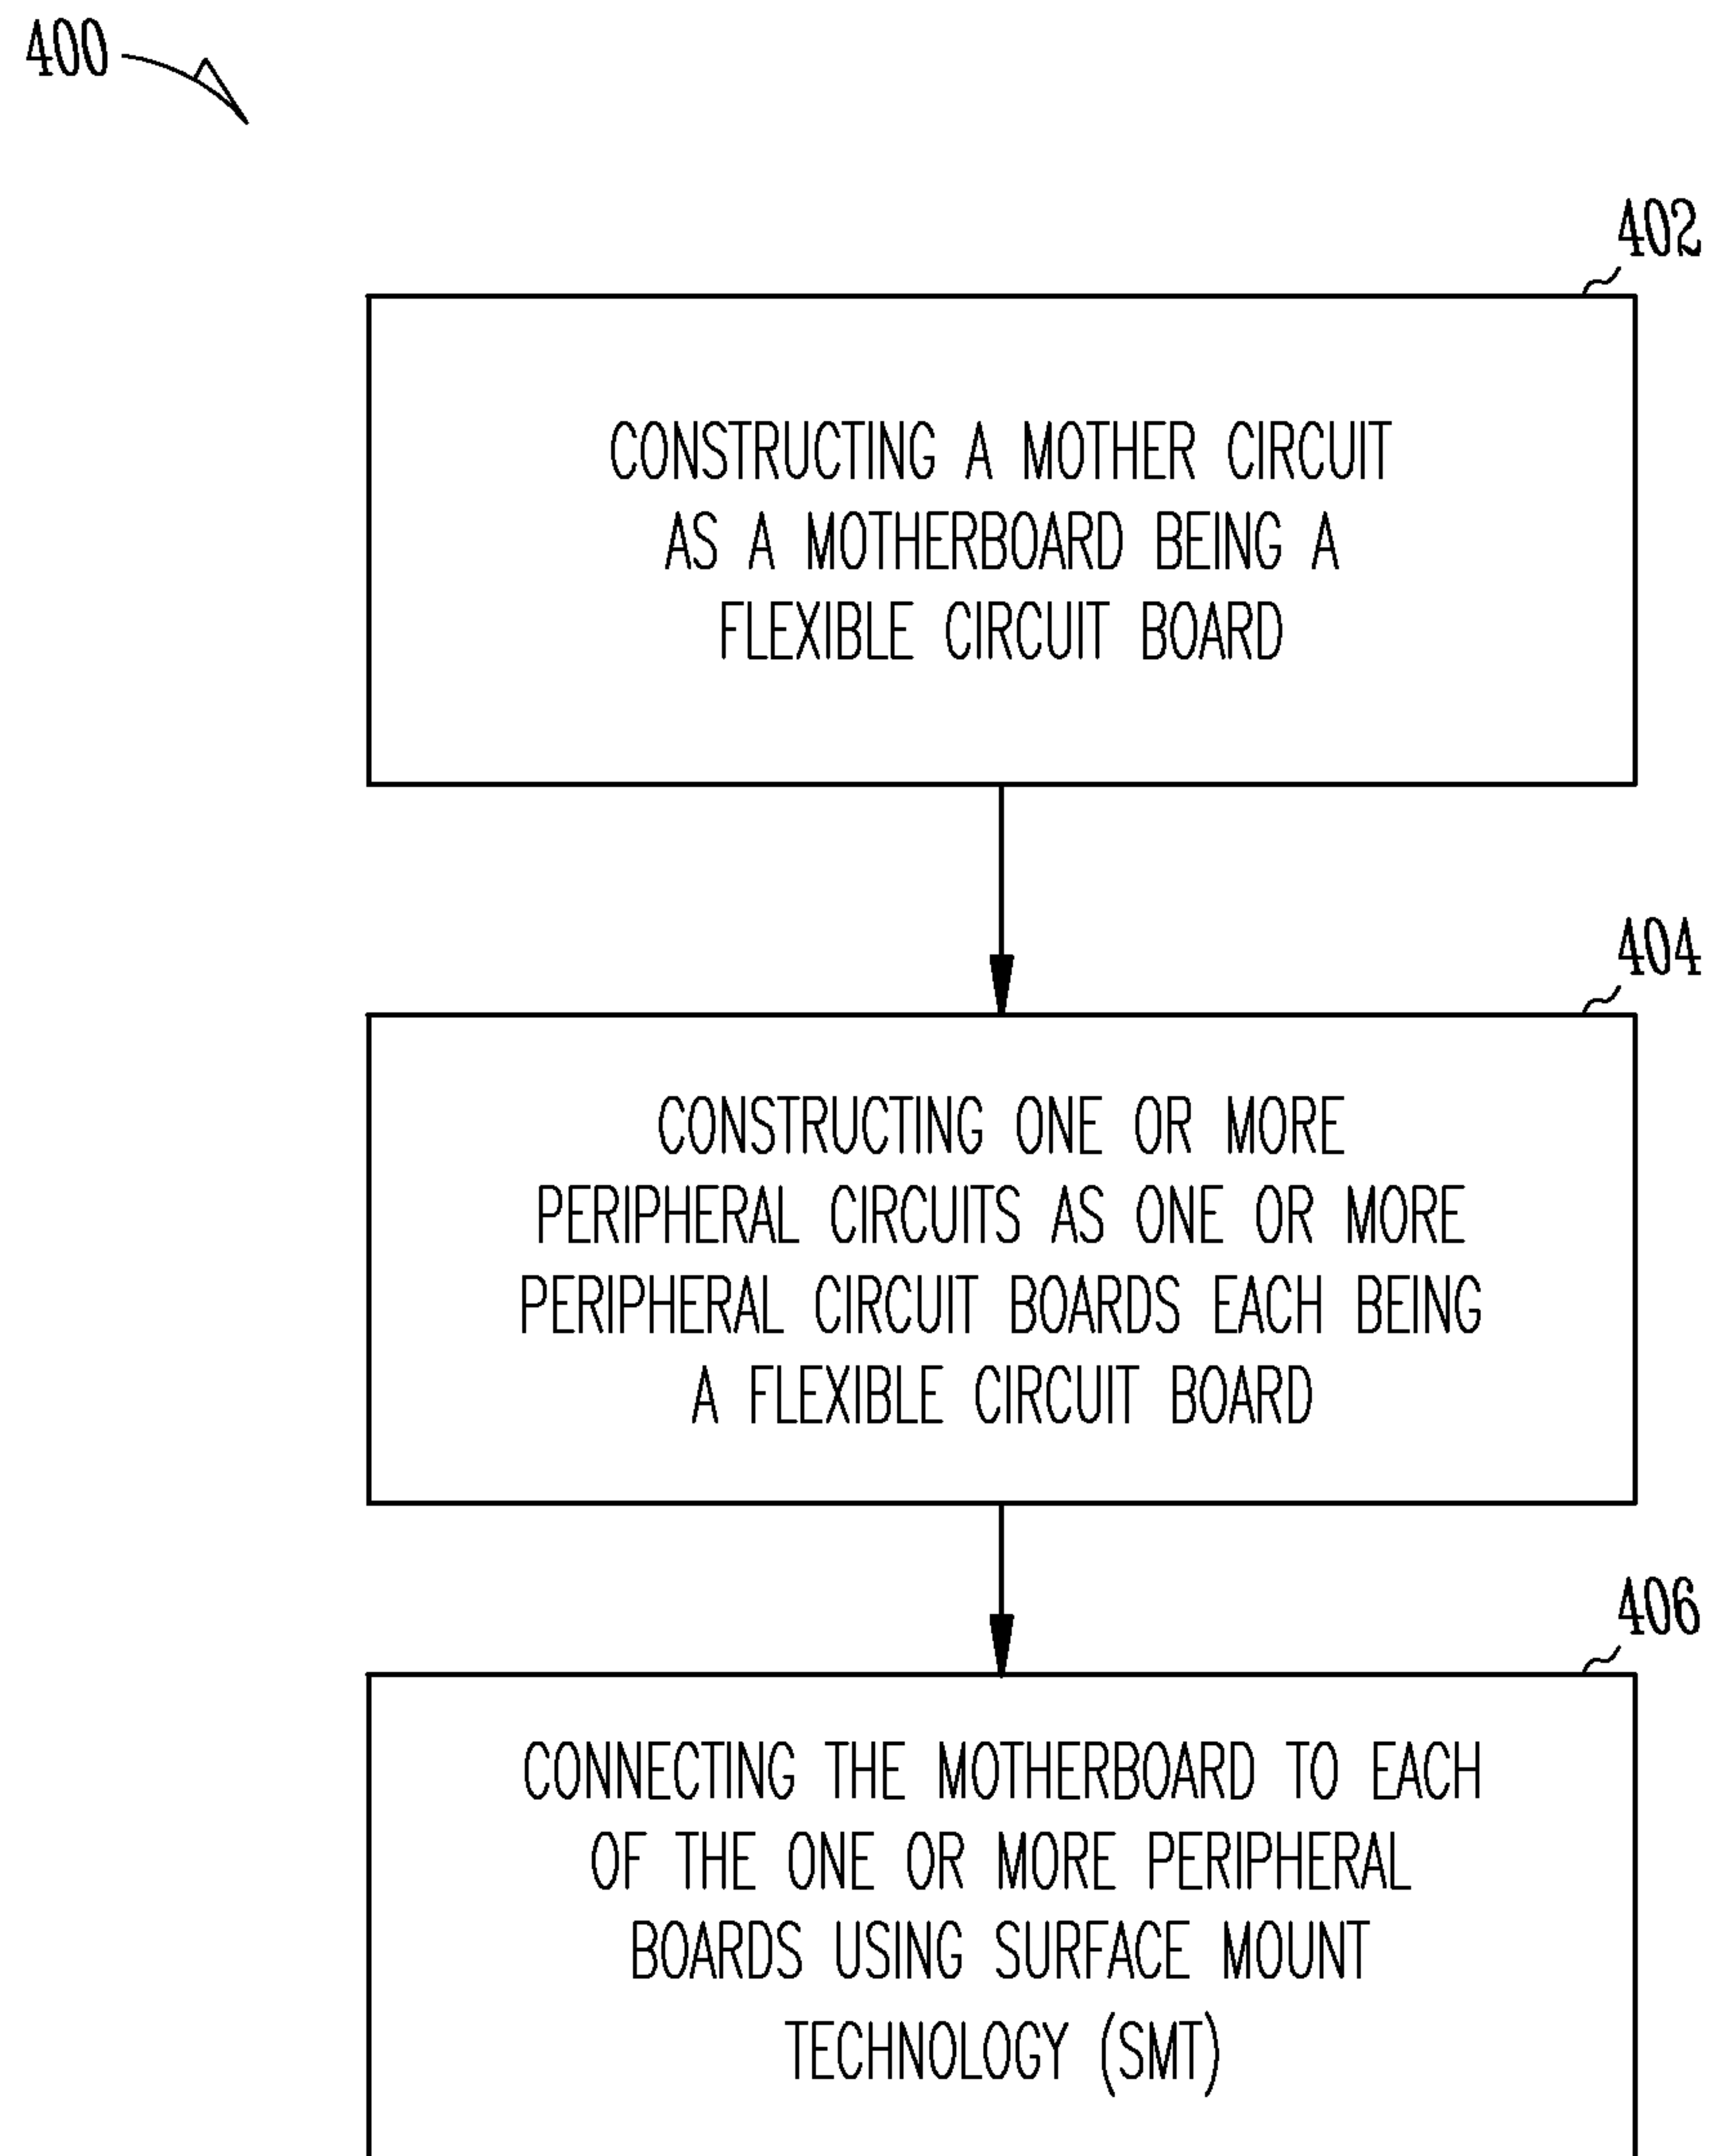 400
402
CONSTRUCTING A MOTHER CIRCUIT
AS A MOTHERBOARD BEING A
FLEXIBLE CIRCUIT BOARD
404
CONSTRUCTING ONE OR MORE
PERIPHERAL CIRCUITS AS ONE OR MORE
PERIPHERAL CIRCUIT BOARDS EACH BEING
A FLEXIBLE CIRCUIT BOARD
406
CONNECTING THE MOTHERBOARD TO EACH
OF THE ONE OR MORE PERIPHERAL
BOARDS USING SURFACE MOUNT
TECHNOLOGY (SMT)